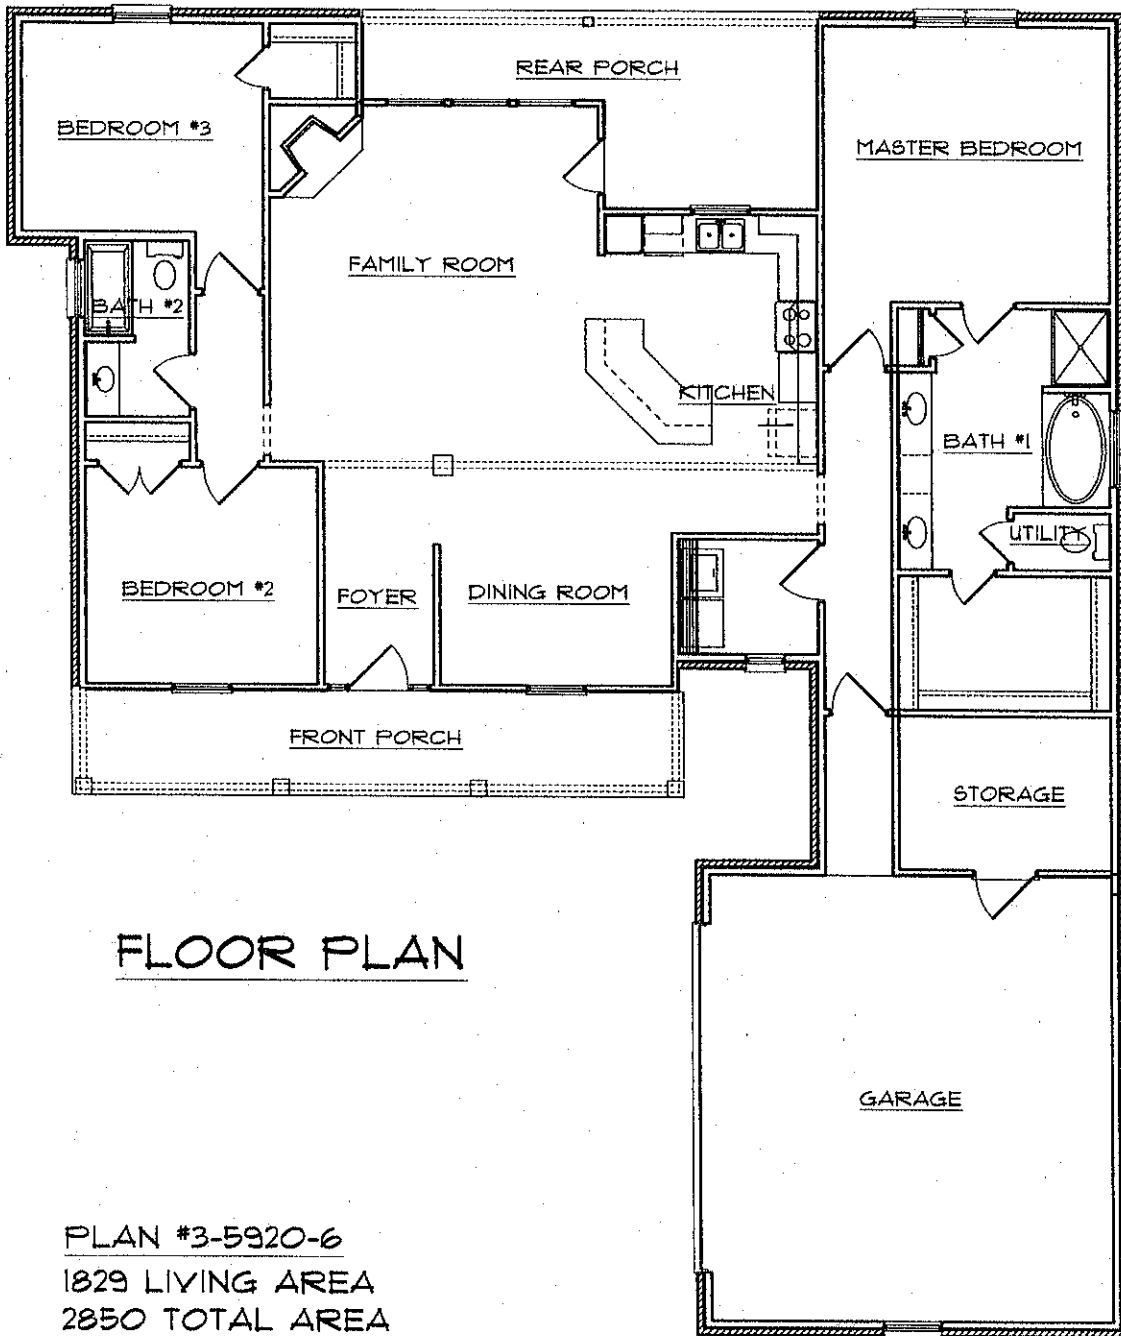 REAR PORCH
BEDROOM #3
MASTER BEDROOM
FAMILY ROOM
BATH #2
KITCHEN
BATH #1
UTILITY
BEDROOM #2
FOYER
DINING ROOM
FRONT PORCH
STORAGE
FLOOR PLAN
GARAGE
PLAN #3-5920-6
1829 LIVING AREA
2850 TOTAL AREA